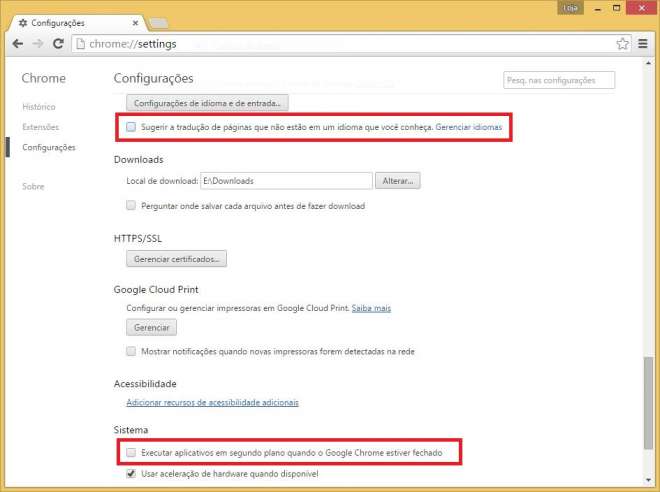 Loja
Configurações
chrome://settings
Chrome
Configurações
Pesq. nas configurações
Histórico
Extensões
Configurações
Sobre
Configurações de idioma e de entrada...
Sugerir a tradução de páginas que não estão em um idioma que você conheça. Gerenciar idiomas
Downloads
Local de download: E:\Downloads Alterar...
Perguntar onde salvar cada arquivo antes de fazer download
HTTPS/SSL
Gerenciar certificados...
Google Cloud Print
Configurar ou gerenciar impressoras em Google Cloud Print. Saiba mais
Gerenciar
Mostrar notificações quando novas impressoras forem detectadas na rede
Acessibilidade
Adicionar recursos de acessibilidade adicionais
Sistema
Executar aplicativos em segundo plano quando o Google Chrome estiver fechado
Usar aceleração de hardware quando disponível